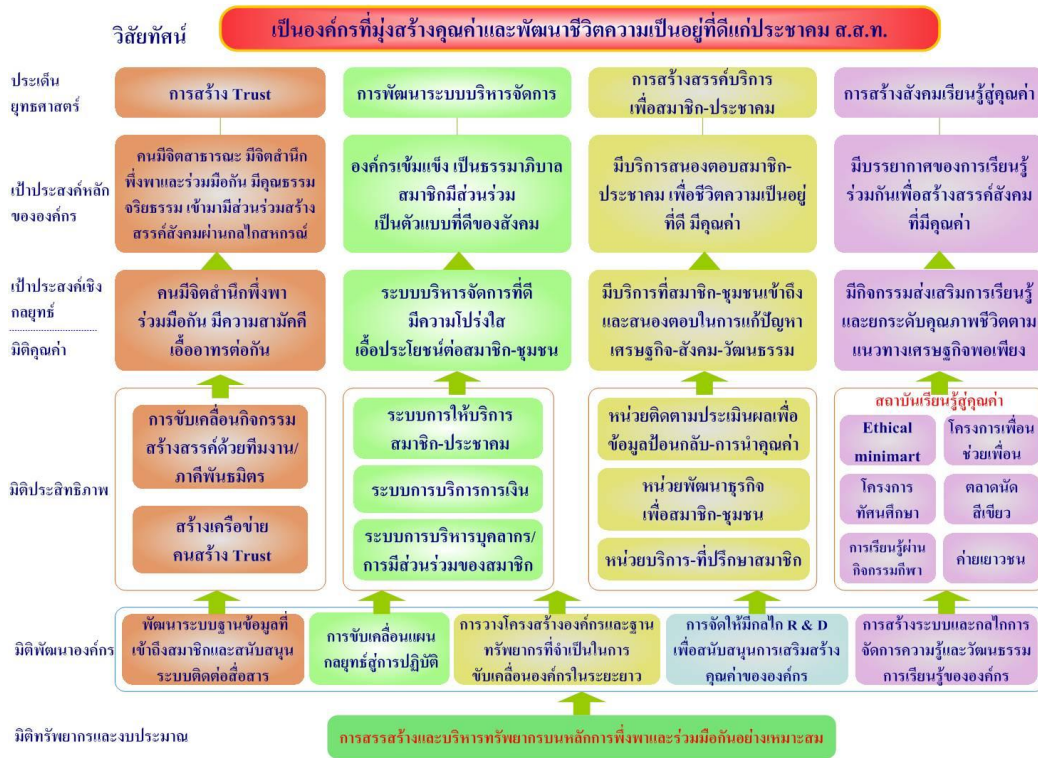 วิสัยทัศน์
เป็นองค์กรที่มุ่งสร้างคุณค่าและพัฒนาชีวิตความเป็นอยู่ที่ดีแก่ประชาคม ส.ส.ท.
ประเด็น
ยุทธศาสตร์
การสร้าง Trust
การพัฒนาระบบบริหารจัดการ
การสร้างสรรค์บริการ
เพื่อสมาชิก-ประชาคม
การสร้างสังคมเรียนรู้สู่คุณค่า
เป้าประสงค์หลัก
ขององค์กร
คนมีจิตสาธารณะ มีจิตสำนึก
พึ่งพาและร่วมมือกัน มีคุณธรรม
จริยธรรม เข้ามามีส่วนร่วมสร้าง
สรรค์สังคมผ่านกลไกสหกรณ์
องค์กรเข้มแข็ง เป็นธรรมาภิบาล
สมาชิกมีส่วนร่วม
เป็นตัวแบบที่ดีของสังคม
มีบริการสนองตอบสมาชิก-
ประชาคม เพื่อชีวิตความเป็นอยู่
ที่ดี มีคุณค่า
มีบรรยากาศของการเรียนรู้
ร่วมกันเพื่อสร้างสรรค์สังคม
ที่มีคุณค่า
เป้าประสงค์เชิง
กลยุทธ์
มิติคุณค่า
คนมีจิตสำนึกพึ่งพา
ร่วมมือกัน มีความสามัคคี
เอื้ออาทรต่อกัน
ระบบบริหารจัดการที่ดี
มีความโปร่งใส
เอื้อประโยชน์ต่อสมาชิก-ชุมชน
มีบริการที่สมาชิก-ชุมชนเข้าถึง
และสนองตอบในการแก้ปัญหา
เศรษฐกิจ-สังคม-วัฒนธรรม
มีกิจกรรมส่งเสริมการเรียนรู้
และยกระดับคุณภาพชีวิตตาม
แนวทางเศรษฐกิจพอเพียง
มิติประสิทธิภาพ
การขับเคลื่อนกิจกรรม
สร้างสรรค์ด้วยทีมงาน/
ภาคีพันธมิตร
สร้างเครือข่าย
คนสร้าง Trust
ระบบการให้บริการ
สมาชิก-ประชาคม
ระบบการบริการการเงิน
ระบบการบริหารบุคลากร/
การมีส่วนร่วมของสมาชิก
หน่วยติดตามประเมินผลเพื่อ
ข้อมูลป้อนกลับ-การนำคุณค่า
หน่วยพัฒนาธุรกิจ
เพื่อสมาชิก-ชุมชน
หน่วยบริการ-ที่ปรึกษาสมาชิก
สถาบันเรียนรู้สู่คุณค่า
Ethical
minimart
โครงการเพื่อน
ช่วยเพื่อน
โครงการ
ทัศนศึกษา
ตลาดนัด
สีเขียว
การเรียนรู้ผ่าน
กิจกรรมกีฬา
ค่ายเยาวชน
มิติพัฒนาองค์กร
พัฒนาระบบฐานข้อมูลที่
เข้าถึงสมาชิกและสนับสนุน
ระบบติดต่อสื่อสาร
การขับเคลื่อนแผน
กลยุทธ์สู่การปฏิบัติ
การวางโครงสร้างองค์กรและฐาน
ทรัพยากรที่จำเป็นในการ
ขับเคลื่อนองค์กรในระยะยาว
การจัดให้มีกลไก R & D
เพื่อสนับสนุนการเสริมสร้าง
คุณค่าขององค์กร
การสร้างระบบและกลไกการ
จัดการความรู้และวัฒนธรรม
การเรียนรู้ขององค์กร
มิติทรัพยากรและงบประมาณ
การสรรสร้างและบริหารทรัพยากรบนหลักการพึ่งพาและร่วมมือกันอย่างเหมาะสม